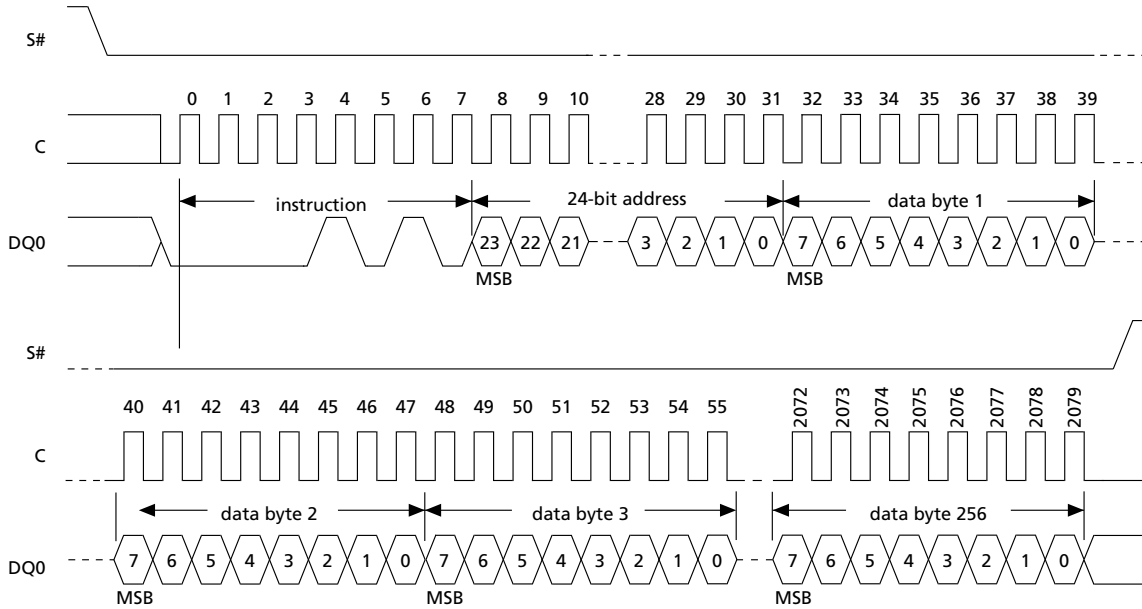 S#
0 1 2 3 4 5 6 7 8 9 10 28 29 30 31 32 33 34 35 36 37 38 39
C
instruction 24-bit address data byte 1
DQ0 23 22 21 3 2 1 0 7 6 5 4 3 2 1 0
MSB MSB
S#
40 41 42 43 44 45 46 47 48 49 50 51 52 53 54 55 2072 2073 2074 2075 2076 2077 2078 2079
C
data byte 2 data byte 3 data byte 256
DQ0 7 6 5 4 3 2 1 0 7 6 5 4 3 2 1 0 7 6 5 4 3 2 1 0
MSB MSB MSB